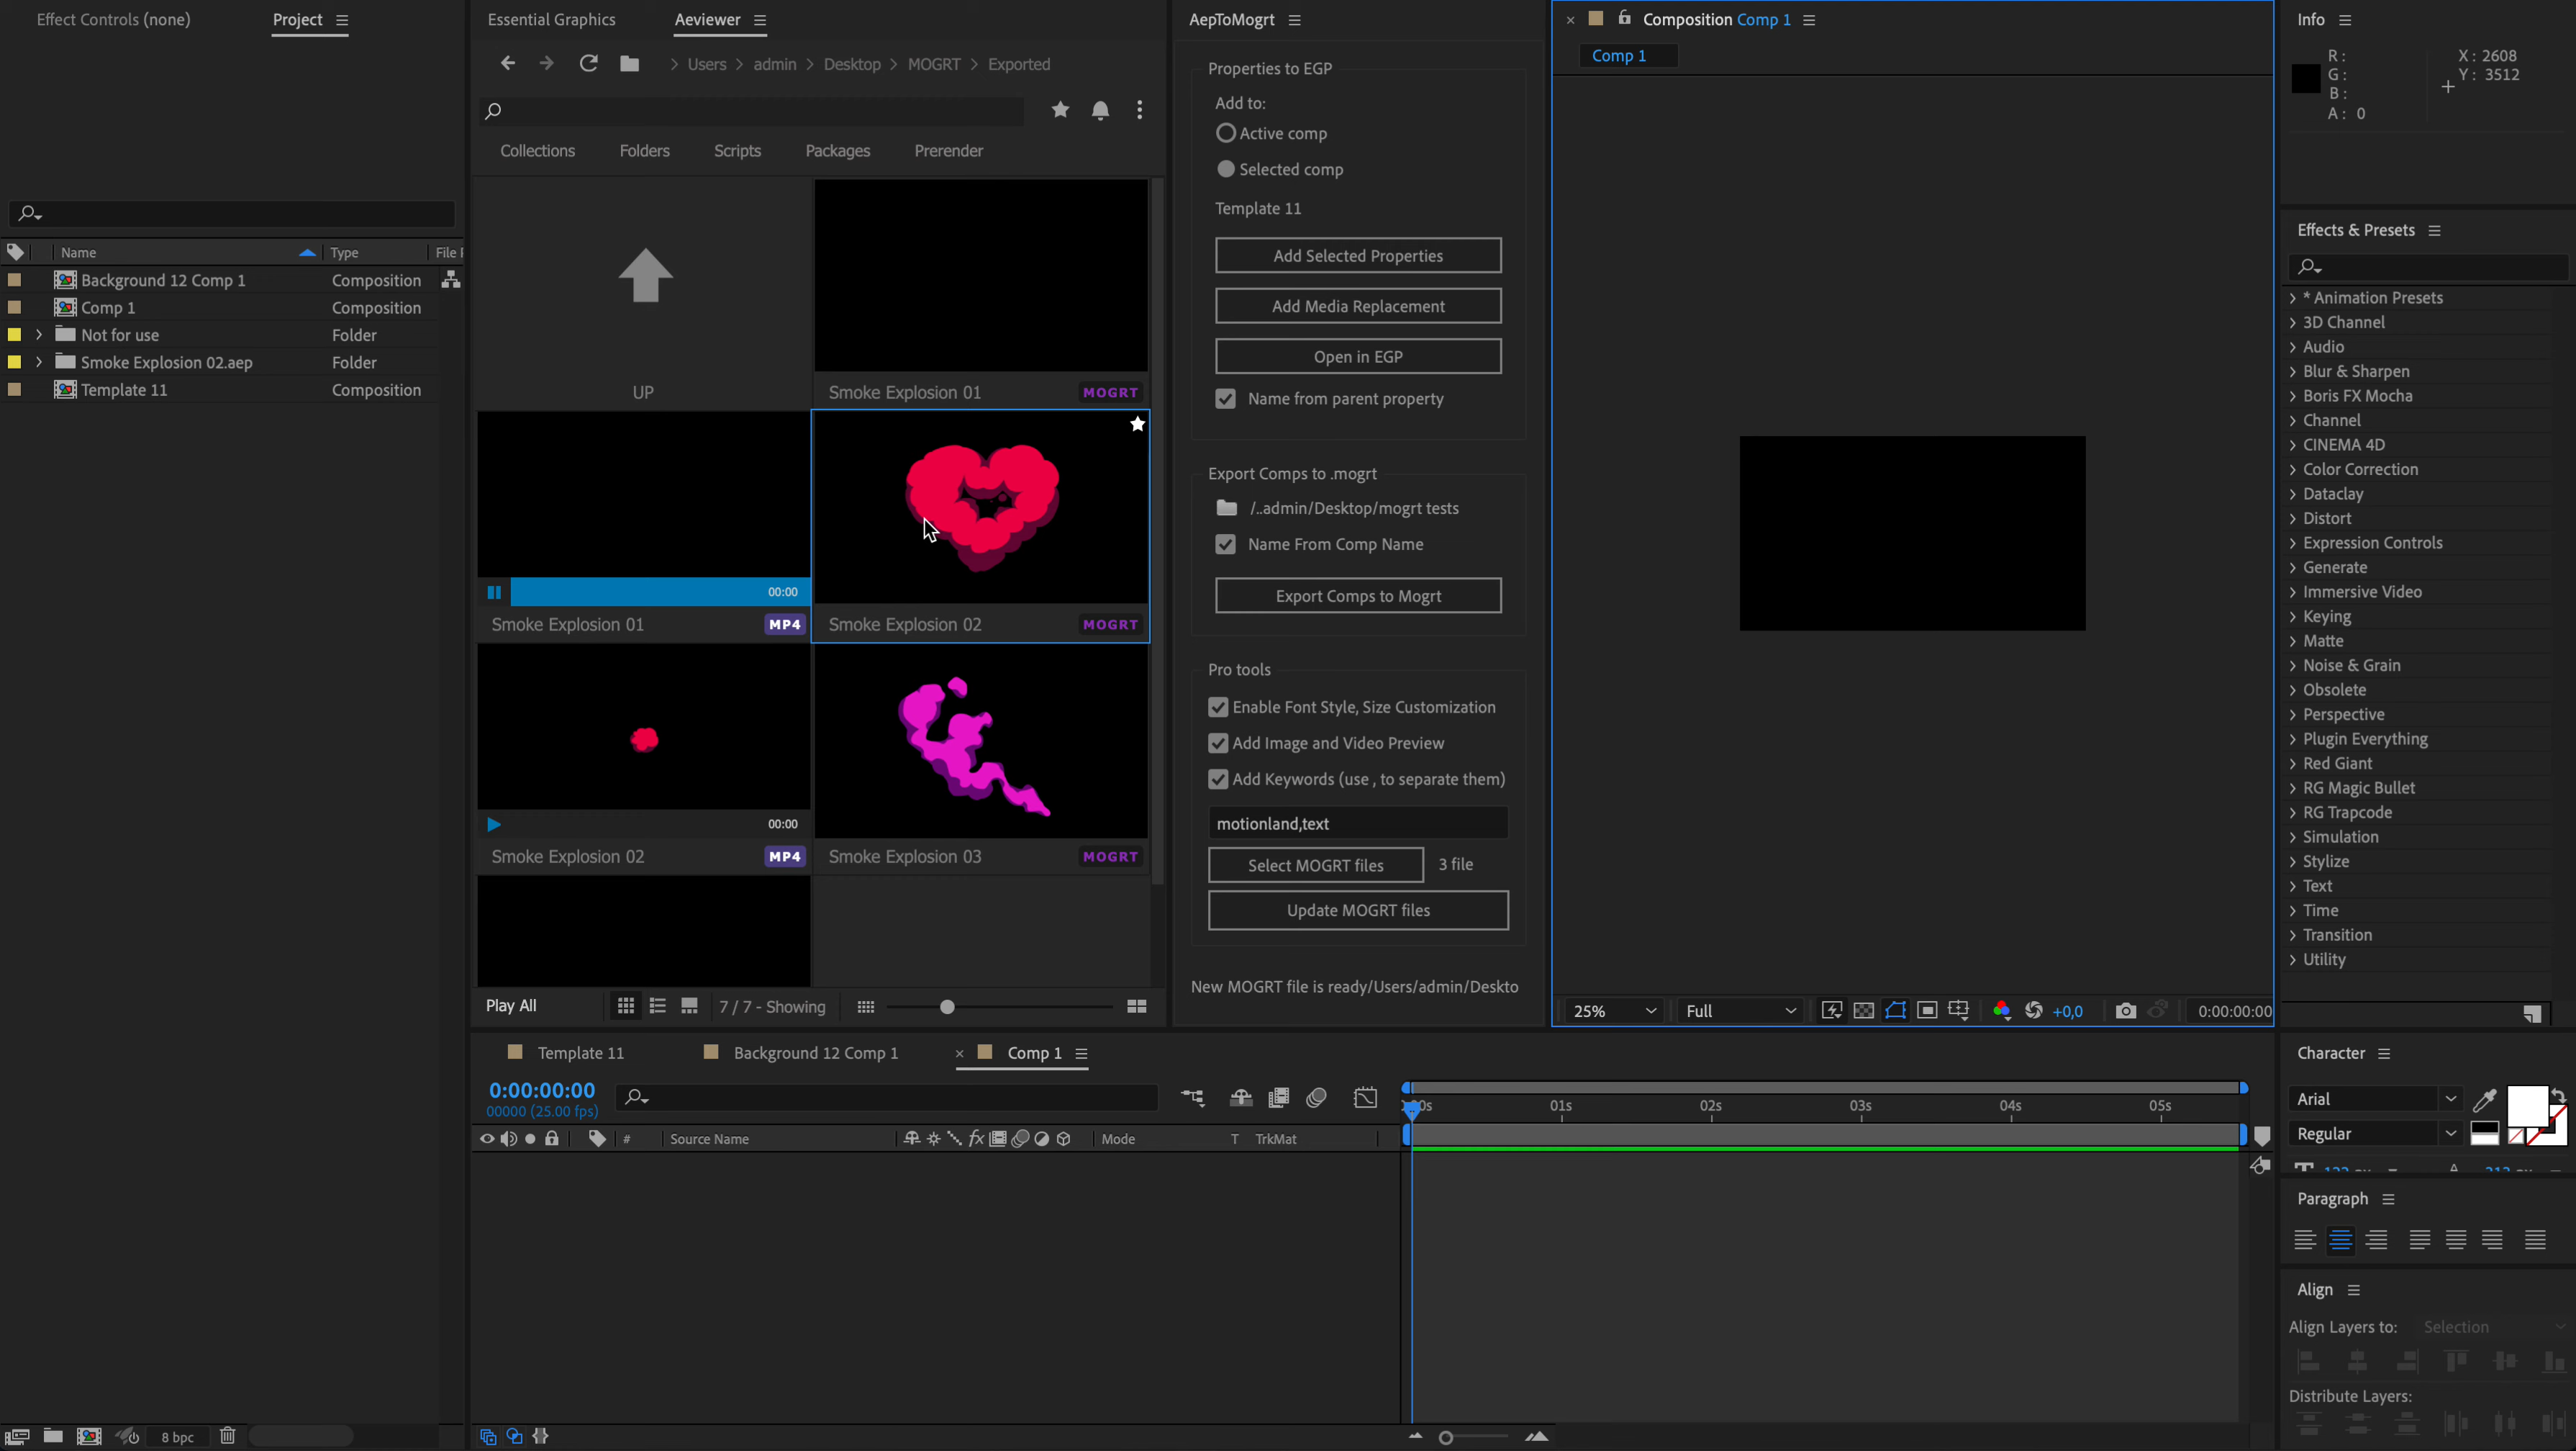 Effect Controls (none)
Project
Name
Type
File
Background 12 Comp 1
Composition
Comp 1
Composition
Not for use
Folder
Smoke Explosion 02.aep
Folder
Template 11
Composition
8 bpc
Essential Graphics
Aeviewer
> Users > admin > Desktop > MOGRT > Exported
Collections
Folders
Scripts
Packages
Prerender
UP
Smoke Explosion 01
MOGRT
00:00
Smoke Explosion 01
MP4
Smoke Explosion 02
MOGRT
00:00
Smoke Explosion 02
MP4
Smoke Explosion 03
MOGRT
Play All
7 / 7 - Showing
AepToMogrt
Properties to EGP
Add to:
Active comp
Selected comp
Template 11
Add Selected Properties
Add Media Replacement
Open in EGP
Name from parent property
Export Comps to .mogrt
/..admin/Desktop/mogrt tests
Name From Comp Name
Export Comps to Mogrt
Pro tools
Enable Font Style, Size Customization
Add Image and Video Preview
Add Keywords (use , to separate them)
motionland,text
Select MOGRT files
3 file
Update MOGRT files
New MOGRT file is ready/Users/admin/Deskto
Composition Comp 1
Comp 1
25%
Full
+0,0
0:00:00:00
Info
R:
G:
B:
A: 0
X: 2608
Y: 3512
Effects & Presets
* Animation Presets
3D Channel
Audio
Blur & Sharpen
Boris FX Mocha
Channel
CINEMA 4D
Color Correction
Dataclay
Distort
Expression Controls
Generate
Immersive Video
Keying
Matte
Noise & Grain
Obsolete
Perspective
Plugin Everything
Red Giant
RG Magic Bullet
RG Trapcode
Simulation
Stylize
Text
Time
Transition
Utility
Template 11
Background 12 Comp 1
Comp 1
0:00:00:00
00000 (25.00 fps)
#
Source Name
fx
Mode
T
TrkMat
01s
02s
03s
04s
05s
Character
Arial
Regular
Paragraph
Align
Align Layers to:
Selection
Distribute Layers: